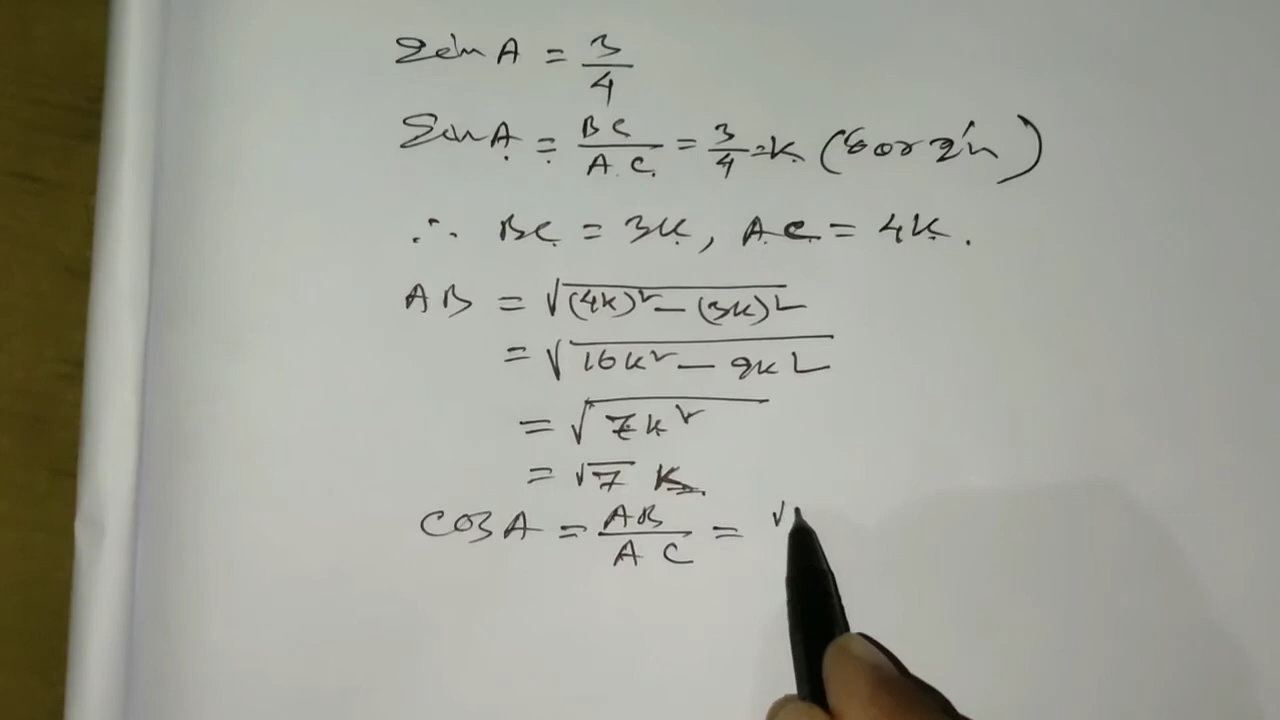 Sin A = 3/4
Sin A = BC/AC = 3/4 = K
∴ BC = 3K, AC = 4K.
AB = √(4K)² – (3K)²
= √16K² – 9K²
= √7K²
= √7 K
cos A = AB/AC = √